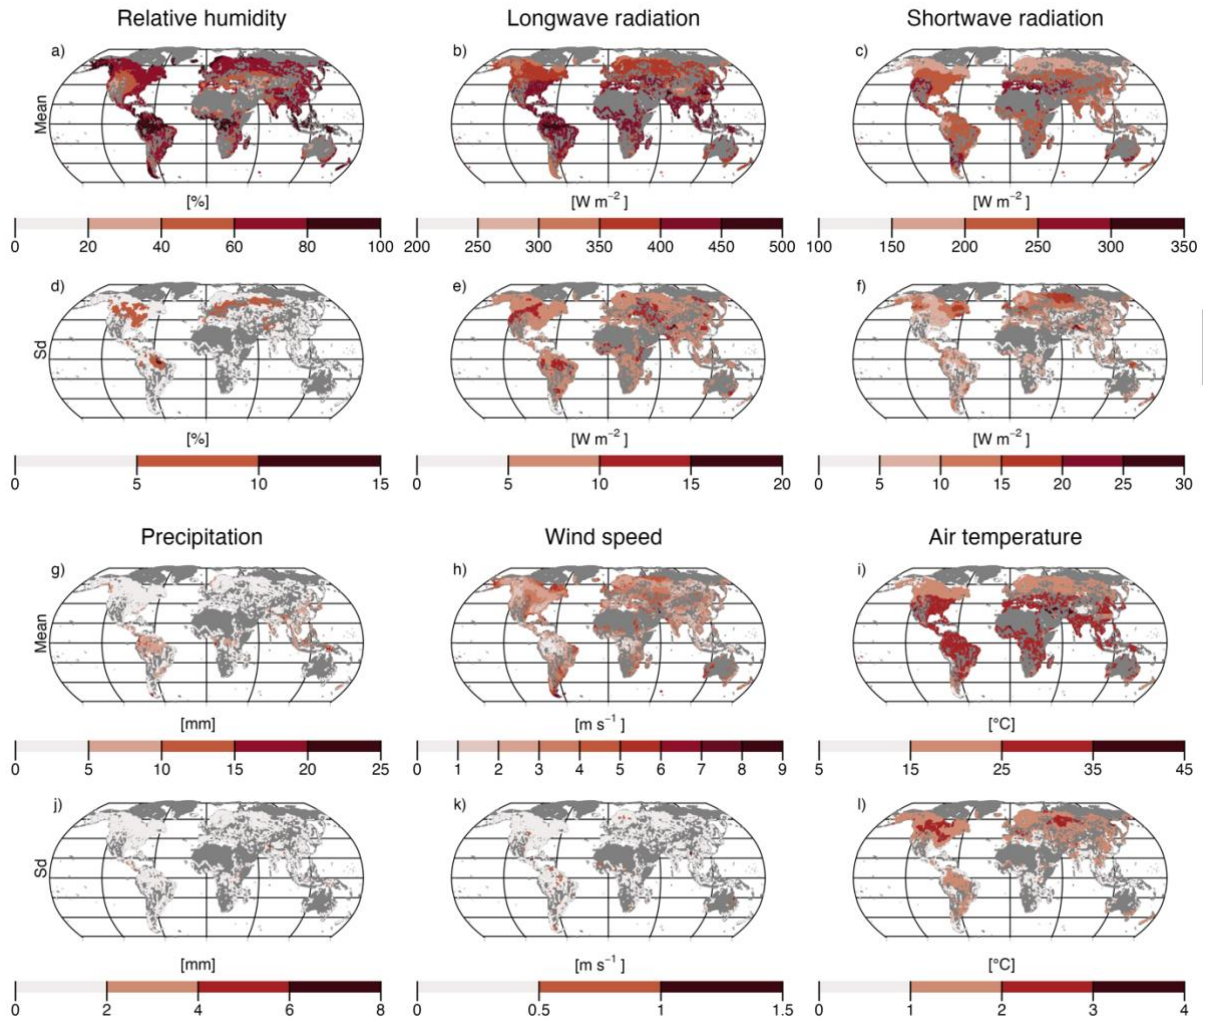 Relative humidity Longwave radiation Shortwave radiation
a) b) c)
Mean
[%] [W m⁻² ] [W m⁻² ]
0 20 40 60 80 100 200 250 300 350 400 450 500 100 150 200 250 300 350
d) e) f)
Sd
[%] [W m⁻² ] [W m⁻² ]
0 5 10 15 0 5 10 15 20 0 5 10 15 20 25 30
Precipitation Wind speed Air temperature
g) h) i)
Mean
[mm] [m s⁻¹ ] [°C]
0 5 10 15 20 25 0 1 2 3 4 5 6 7 8 9 5 15 25 35 45
j) k) l)
Sd
[mm] [m s⁻¹ ] [°C]
0 2 4 6 8 0 0.5 1 1.5 0 1 2 3 4